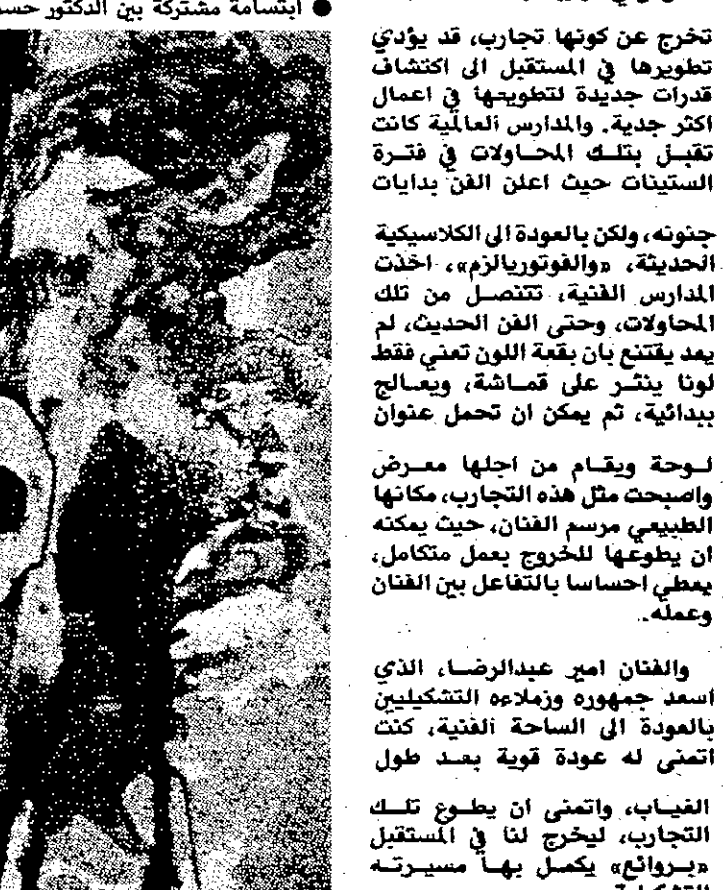 ● ابتسامة مشتركة بين الدكتور حسن
تخرج عن كونها تجارب، قد يؤدي
تطويرها في المستقبل الى اكتشاف
قدرات جديدة لتطويعها في اعمال
اكثر جدية. والمدارس العالمية كانت
تقبل بتلك المحاولات في فترة
الستينات حيث اعلن الفن بدايات
جنونه، ولكن بالعودة الى الكلاسيكية
الحديثة، «والفوتوريالزم»، اخذت
المدارس الفنية، تتنصل من تلك
المحاولات، وحتى الفن الحديث، لم
يعد يقتنع بان بقعة اللون تعني فقط
لونا ينثر على قماشة، ويعالج
ببدائية، ثم يمكن ان تحمل عنوان
لوحة ويقام من اجلها معرض
واصبحت مثل هذه التجارب، مكانها
الطبيعي مرسم الفنان، حيث يمكنه
ان يطوعها للخروج بعمل متكامل،
يعطي احساسا بالتفاعل بين الفنان
وعمله.
والفنان امير عبدالرضا، الذي
اسعد جمهوره وزملاءه التشكيليين
بالعودة الى الساحة الفنية، كنت
اتمنى له عودة قوية بعد طول
الغياب، واتمنى ان يطوع تلك
التجارب، ليخرج لنا في المستقبل
«بروائع» يكمل بها مسيرته